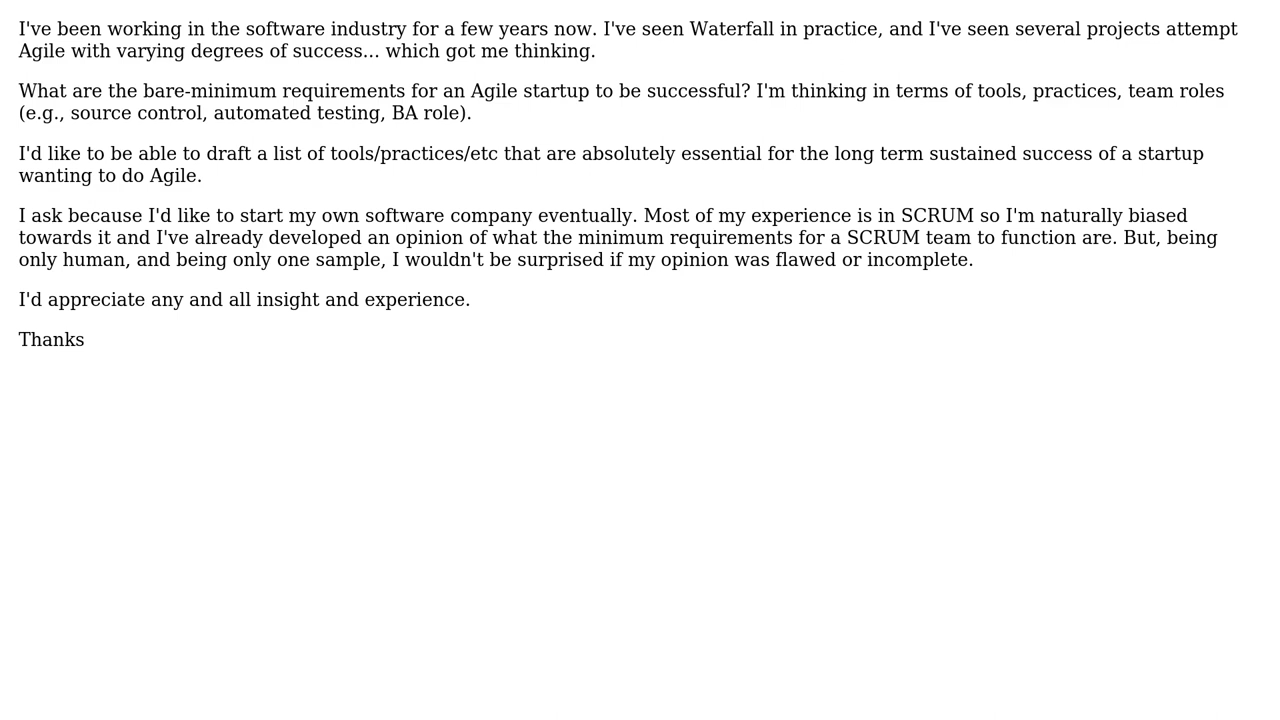 I've been working in the software industry for a few years now. I've seen Waterfall in practice, and I've seen several projects attempt
Agile with varying degrees of success... which got me thinking.
What are the bare-minimum requirements for an Agile startup to be successful? I'm thinking in terms of tools, practices, team roles
(e.g., source control, automated testing, BA role).
I'd like to be able to draft a list of tools/practices/etc that are absolutely essential for the long term sustained success of a startup
wanting to do Agile.
I ask because I'd like to start my own software company eventually. Most of my experience is in SCRUM so I'm naturally biased
towards it and I've already developed an opinion of what the minimum requirements for a SCRUM team to function are. But, being
only human, and being only one sample, I wouldn't be surprised if my opinion was flawed or incomplete.
I'd appreciate any and all insight and experience.
Thanks